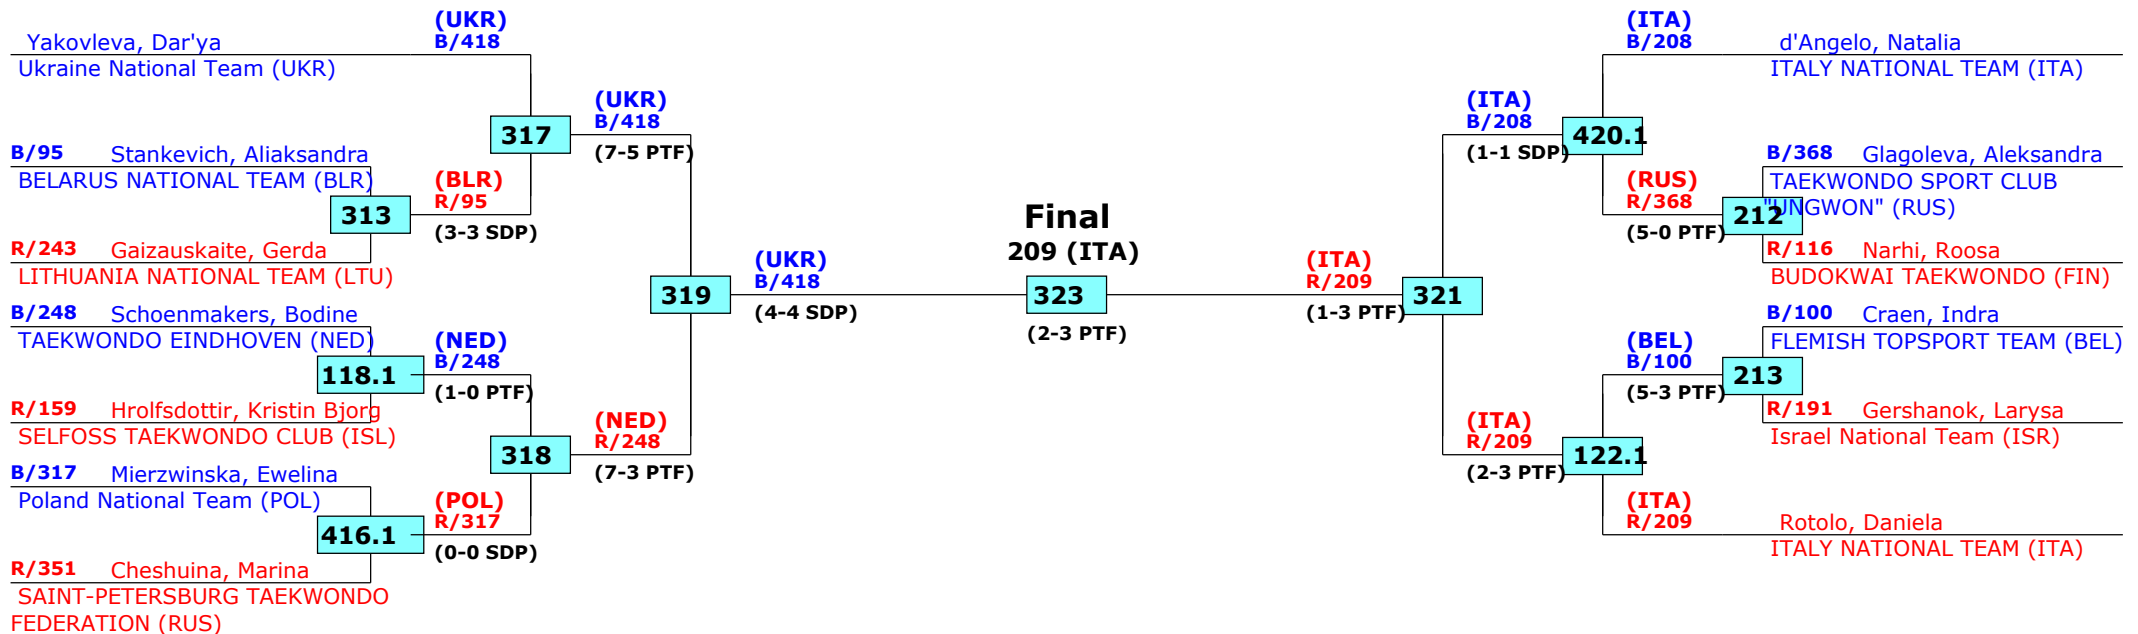 (UKR)
B/418
Yakovleva, Dar'ya
Ukraine National Team (UKR)
317
(UKR)
B/418
(7-5 PTF)
B/95 Stankevich, Aliaksandra
BELARUS NATIONAL TEAM (BLR)
313
(BLR)
R/95
(3-3 SDP)
R/243 Gaizauskaite, Gerda
LITHUANIA NATIONAL TEAM (LTU)
319
(UKR)
B/418
(4-4 SDP)
B/248 Schoenmakers, Bodine
TAEKWONDO EINDHOVEN (NED)
118.1
(NED)
B/248
(1-0 PTF)
R/159 Hrolfsdottir, Kristin Bjorg
SELFOSS TAEKWONDO CLUB (ISL)
318
(NED)
R/248
(7-3 PTF)
B/317 Mierzwinska, Ewelina
Poland National Team (POL)
416.1
(POL)
R/317
(0-0 SDP)
R/351 Cheshuina, Marina
SAINT-PETERSBURG TAEKWONDO
FEDERATION (RUS)
Final
209 (ITA)
323
(2-3 PTF)
(ITA)
R/209
(1-3 PTF)
321
(ITA)
B/208
(1-1 SDP)
420.1
(ITA)
B/208
d'Angelo, Natalia
ITALY NATIONAL TEAM (ITA)
(RUS)
R/368
(5-0 PTF)
212
B/368 Glagoleva, Aleksandra
TAEKWONDO SPORT CLUB
"UNGWON" (RUS)
R/116 Narhi, Roosa
BUDOKWAI TAEKWONDO (FIN)
(BEL)
B/100
(5-3 PTF)
213
B/100 Craen, Indra
FLEMISH TOPSPORT TEAM (BEL)
R/191 Gershanok, Larysa
Israel National Team (ISR)
(ITA)
R/209
(2-3 PTF)
122.1
(ITA)
R/209
Rotolo, Daniela
ITALY NATIONAL TEAM (ITA)